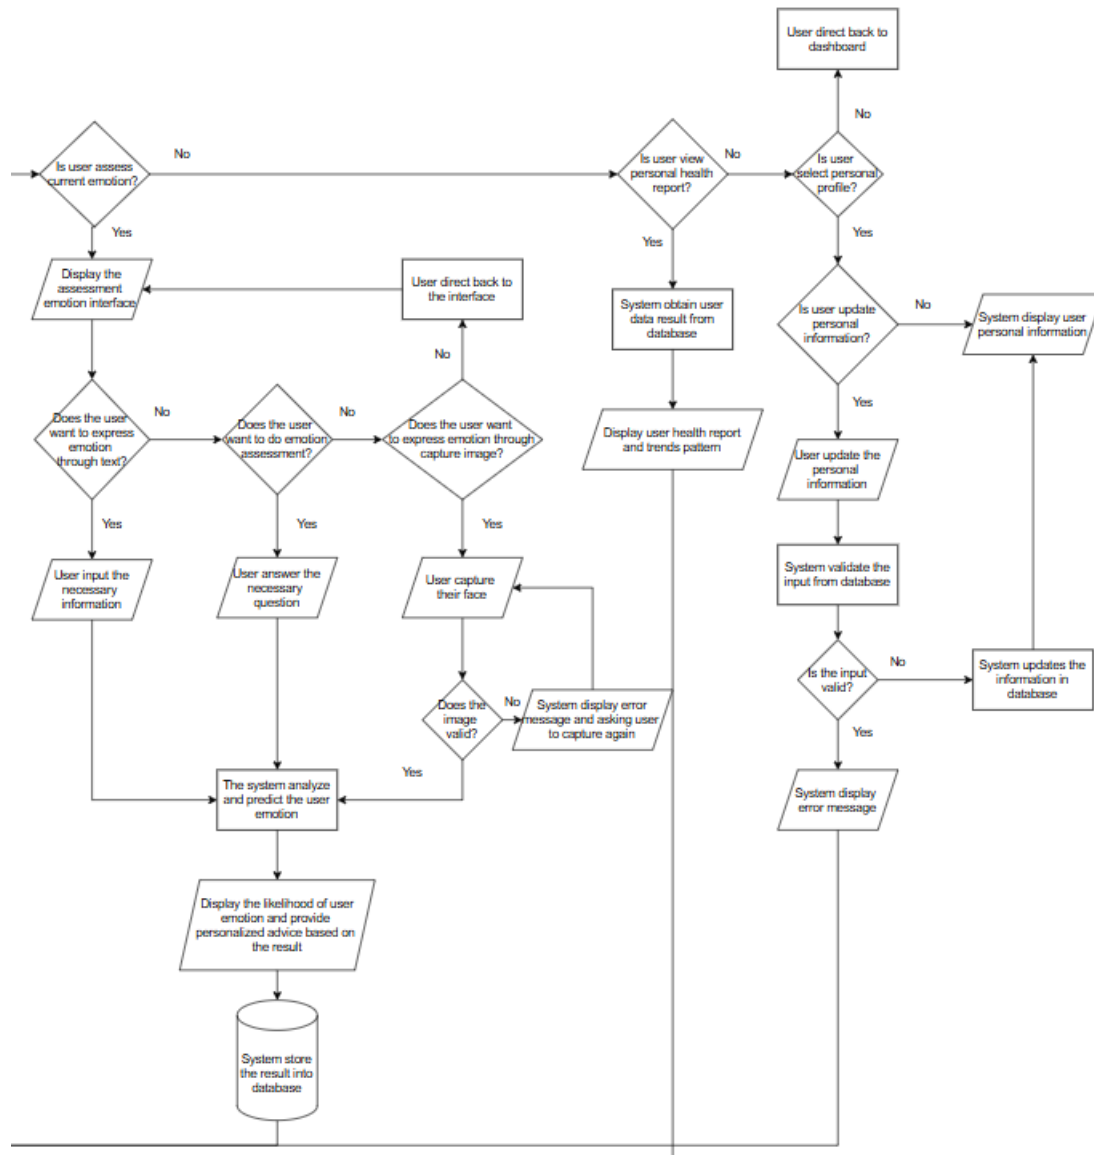 User direct back to
dashboard
No
Is user assess
current emotion?
No
Is user view
personal health
report?
No
Is user
select personal
profile?
Yes
Yes
Yes
Display the
assessment
emotion interface
User direct back to
the interface
System obtain user
data result from
database
Is user update
personal
information?
No
System display user
personal information
No
Yes
Does the user
want to express
emotion
through text?
No
Does the user
want to do emotion
assessment?
No
Does the user want
to express emotion through
capture image?
Display user health report
and trends pattern
User update the
personal
information
Yes
Yes
Yes
User input the
necessary
information
User answer the
necessary
question
User capture
their face
System validate the
input from database
Is the input
valid?
No
System updates the
information in
database
Does the
image
valid?
No
System display error
message and asking user
to capture again
Yes
Yes
The system analyze
and predict the user
emotion
System display
error message
Display the likelihood of user
emotion and provide
personalized advice based on
the result
System store
the result into
database